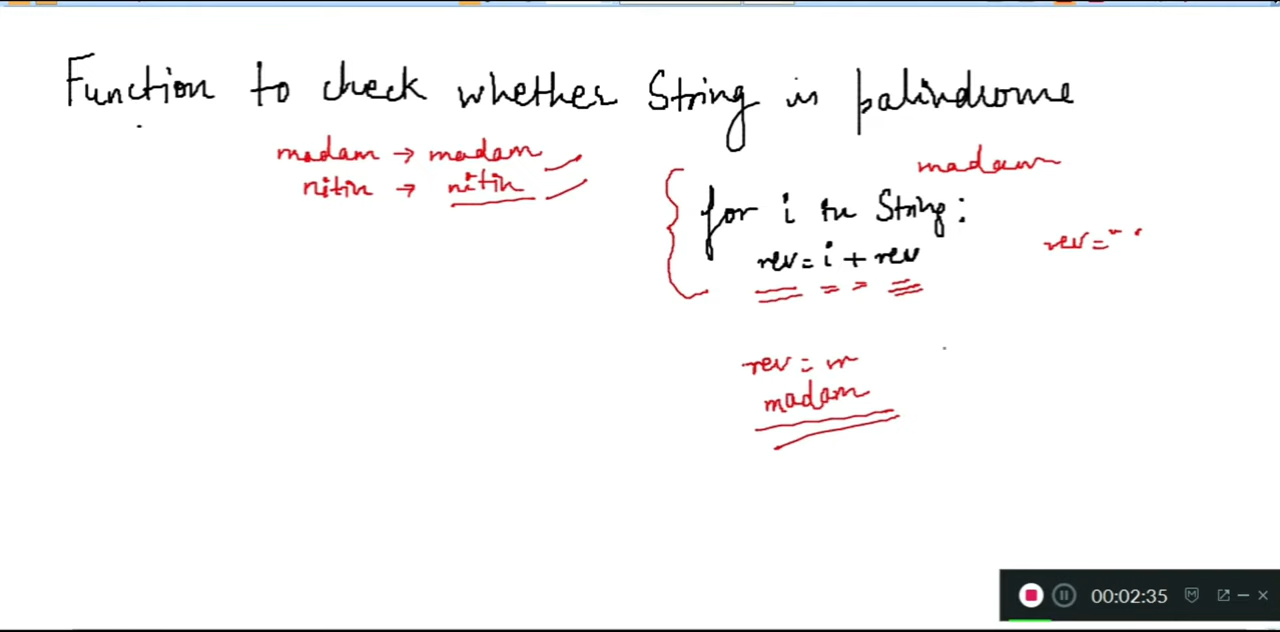 Function to check whether String is palindrome
madam → madam
nitin → nitin
madam
for i in String:
rev = i + rev
rev = " "
rev = m
madam
00:02:35